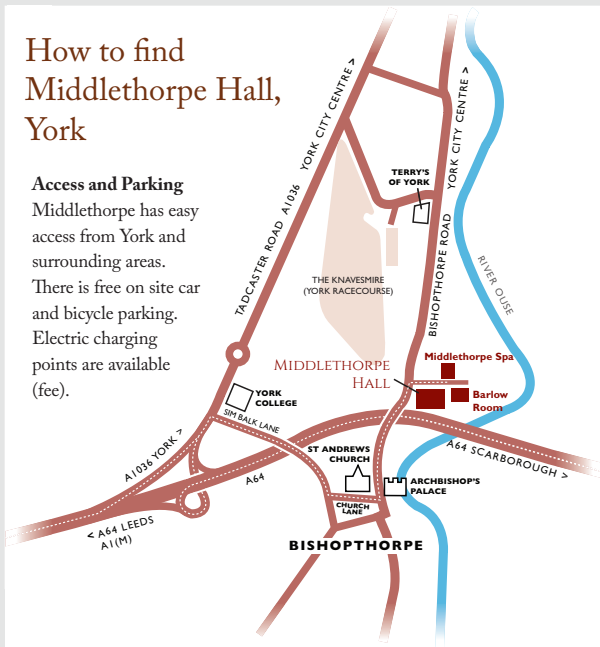 How to find
Middlethorpe Hall,
York
Access and Parking
Middlethorpe has easy
access from York and
surrounding areas.
There is free on site car
and bicycle parking.
Electric charging
points are available
(fee).
YORK CITY CENTRE >
TADCASTER ROAD A1036
YORK CITY CENTRE >
TERRY'S
OF YORK
BISHOPTHORPE ROAD
RIVER OUSE
THE KNAVESMIRE
(YORK RACECOURSE)
Middlethorpe Spa
MIDDLETHORPE
HALL
Barlow
Room
YORK
COLLEGE
SIM BALK LANE
A1036 YORK >
ST ANDREWS
CHURCH
A64 SCARBOROUGH >
A64
ARCHBISHOP'S
PALACE
CHURCH
LANE
< A64 LEEDS
A1(M)
BISHOPTHORPE